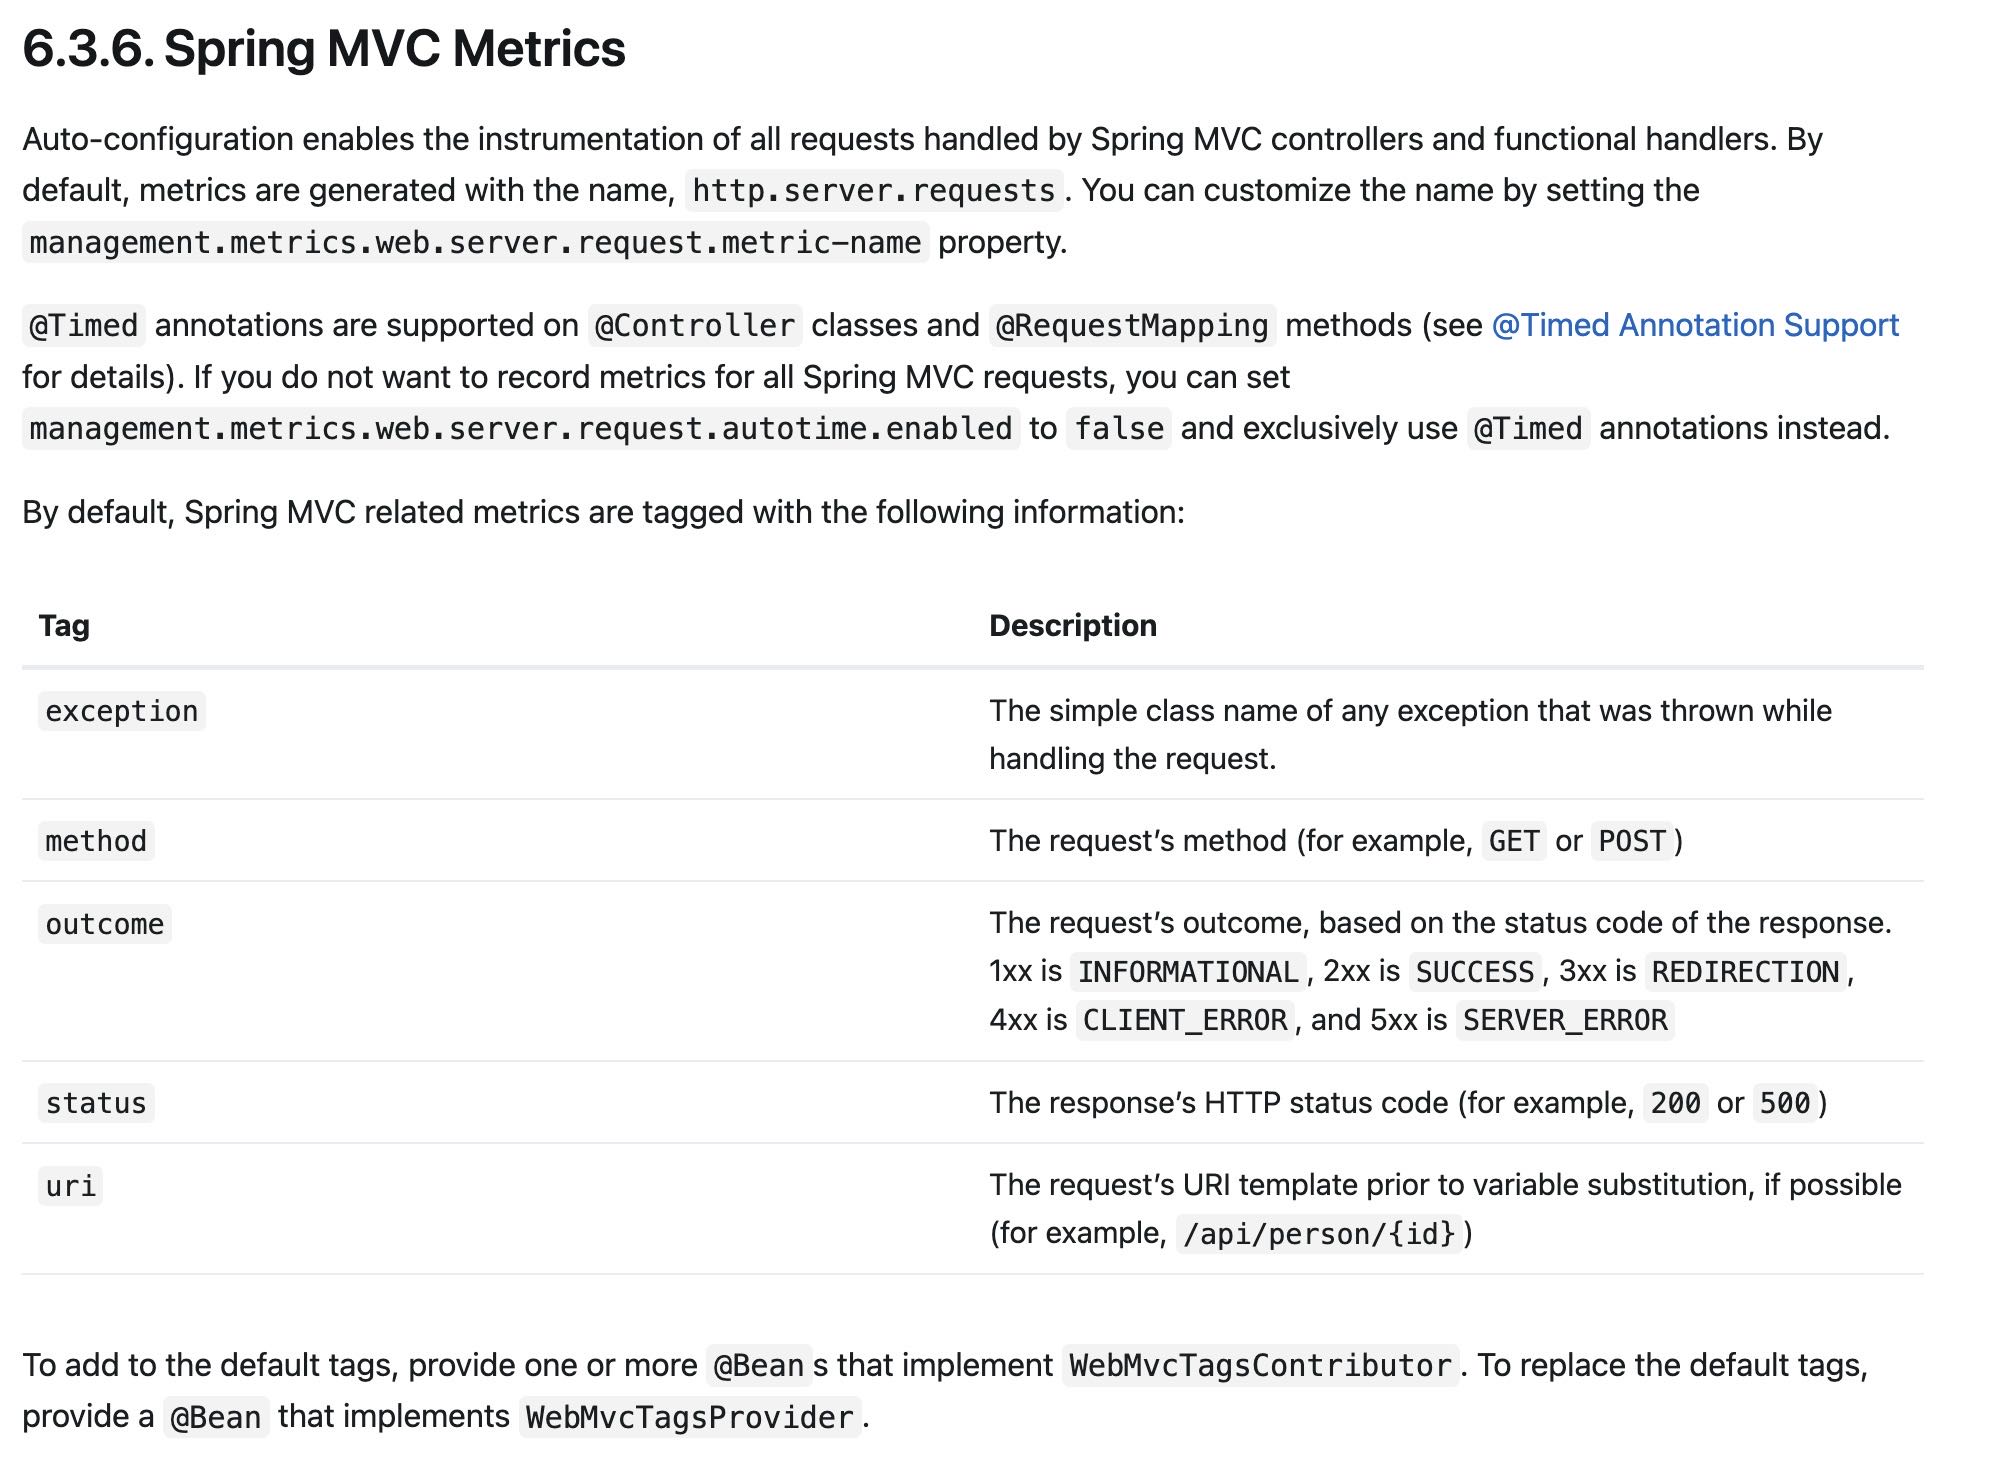 6.3.6. Spring MVC Metrics
Auto-configuration enables the instrumentation of all requests handled by Spring MVC controllers and functional handlers. By
default, metrics are generated with the name, http.server.requests. You can customize the name by setting the
management.metrics.web.server.request.metric-name property.
@Timed annotations are supported on @Controller classes and @RequestMapping methods (see @Timed Annotation Support
for details). If you do not want to record metrics for all Spring MVC requests, you can set
management.metrics.web.server.request.autotime.enabled to false and exclusively use @Timed annotations instead.
By default, Spring MVC related metrics are tagged with the following information:
Tag Description
exception The simple class name of any exception that was thrown while
handling the request.
method The request’s method (for example, GET or POST)
outcome The request’s outcome, based on the status code of the response.
1xx is INFORMATIONAL, 2xx is SUCCESS, 3xx is REDIRECTION,
4xx is CLIENT_ERROR, and 5xx is SERVER_ERROR
status The response’s HTTP status code (for example, 200 or 500)
uri The request’s URI template prior to variable substitution, if possible
(for example, /api/person/{id})
To add to the default tags, provide one or more @Beans that implement WebMvcTagsContributor. To replace the default tags,
provide a @Bean that implements WebMvcTagsProvider.